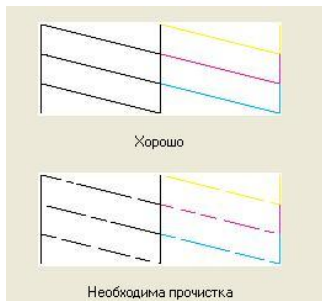 Хорошо
Необходима прочистка